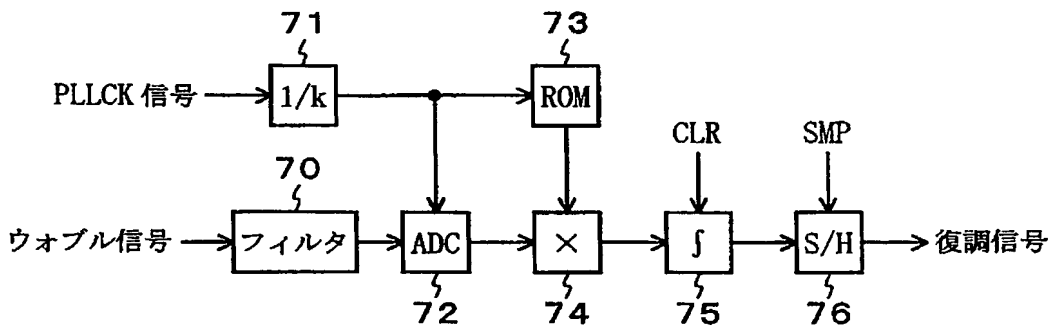 71
73
PLLCK 信号
1/k
ROM
CLR
SMP
70
ウォブル信号
フィルタ
ADC
×
∫
S/H
復調信号
72
74
75
76